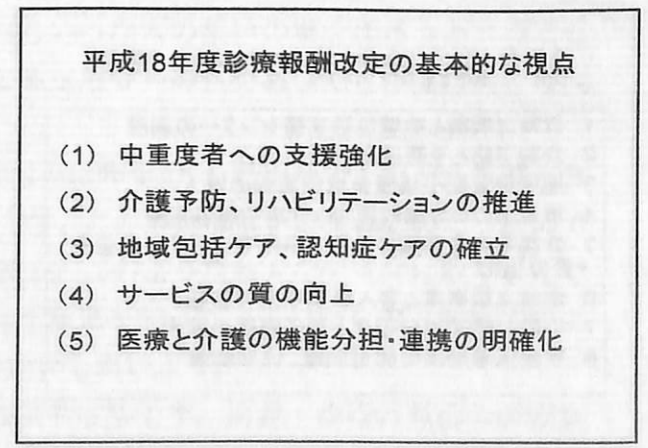 平成18年度診療報酬改定の基本的な視点
(1) 中重度者への支援強化
(2) 介護予防、リハビリテーションの推進
(3) 地域包括ケア、認知症ケアの確立
(4) サービスの質の向上
(5) 医療と介護の機能分担・連携の明確化